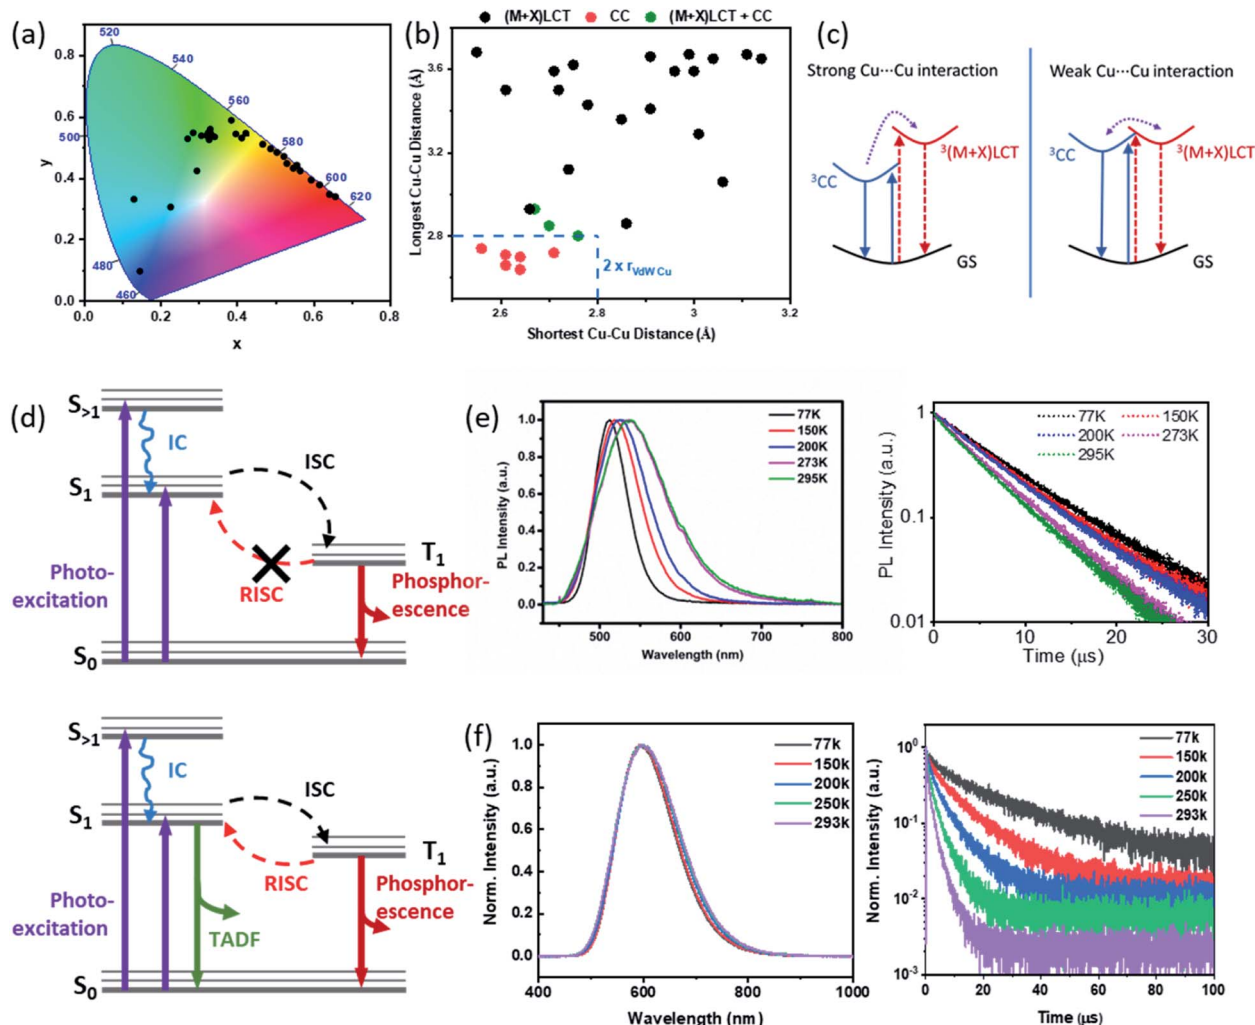 (a)
520
540
560
580
600
620
500
480
460
0.8
0.6
0.4
0.2
0.0
y
0.0 0.2 0.4 0.6 0.8
x
(b)
(M+X)LCT CC (M+X)LCT + CC
Longest Cu-Cu Distance (Å)
3.6
3.2
2.8
2 x rVdW Cu
2.6 2.8 3 3.2
Shortest Cu-Cu Distance (Å)
(c)
Strong Cu···Cu interaction
Weak Cu···Cu interaction
3CC
3(M+X)LCT
GS
3CC
3(M+X)LCT
GS
(d)
S>1
IC
ISC
S1
T1
RISC
Photo-
excitation
Phosphor-
escence
S0
S>1
IC
ISC
S1
T1
RISC
Photo-
excitation
TADF
Phosphor-
escence
S0
(e)
PL Intensity (a.u.)
1.0
0.8
0.6
0.4
0.2
0.0
77K
150K
200K
273K
295K
500 600 700 800
Wavelength (nm)
PL Intensity (a.u.)
1
0.1
0.01
77K 150K
200K 273K
295K
0 10 20 30
Time (μs)
(f)
Norm. Intensity (a.u.)
1.0
0.8
0.6
0.4
0.2
0.0
77k
150k
200k
250k
293k
400 500 600 700 800 900 1000
Wavelength (nm)
Norm. Intensity (a.u.)
10⁰
10⁻¹
10⁻²
10⁻³
77k
150k
200k
250k
293k
0 20 40 60 80 100
Time (μs)